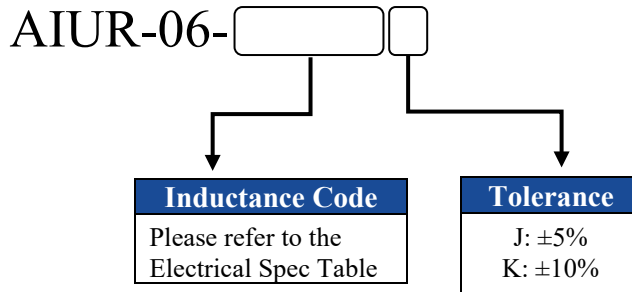 AIUR-06-
Inductance Code
Please refer to the
Electrical Spec Table
Tolerance
J: ±5%
K: ±10%